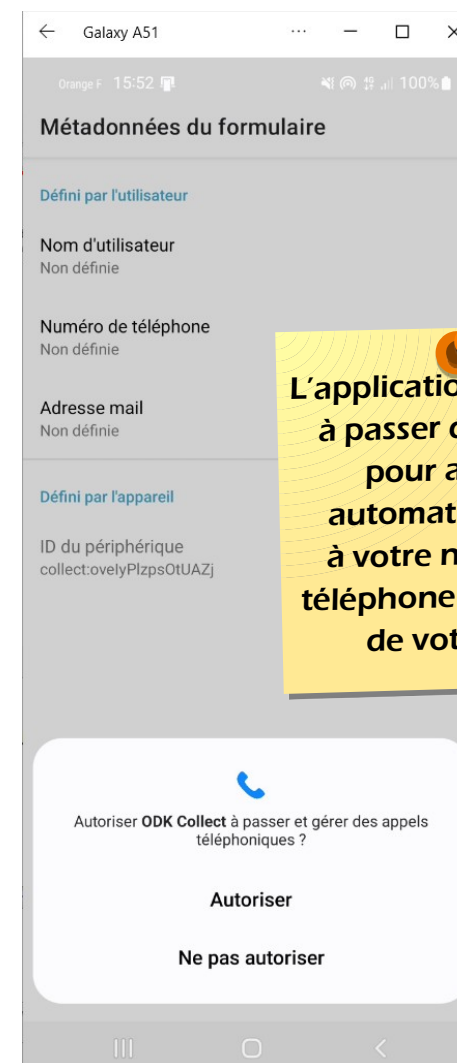 Galaxy A51
Orange F 15:52 100%
Métadonnées du formulaire
Défini par l'utilisateur
Nom d'utilisateur
Non définie
Numéro de téléphone
Non définie
Adresse mail
Non définie
Défini par l'appareil
ID du périphérique
collect:ovelyPlzpsOtUAZj
L'applicatio
à passer
pour a
automat
à votre n
téléphone
de vot
Autoriser ODK Collect à passer et gérer des appels
téléphoniques ?
Autoriser
Ne pas autoriser